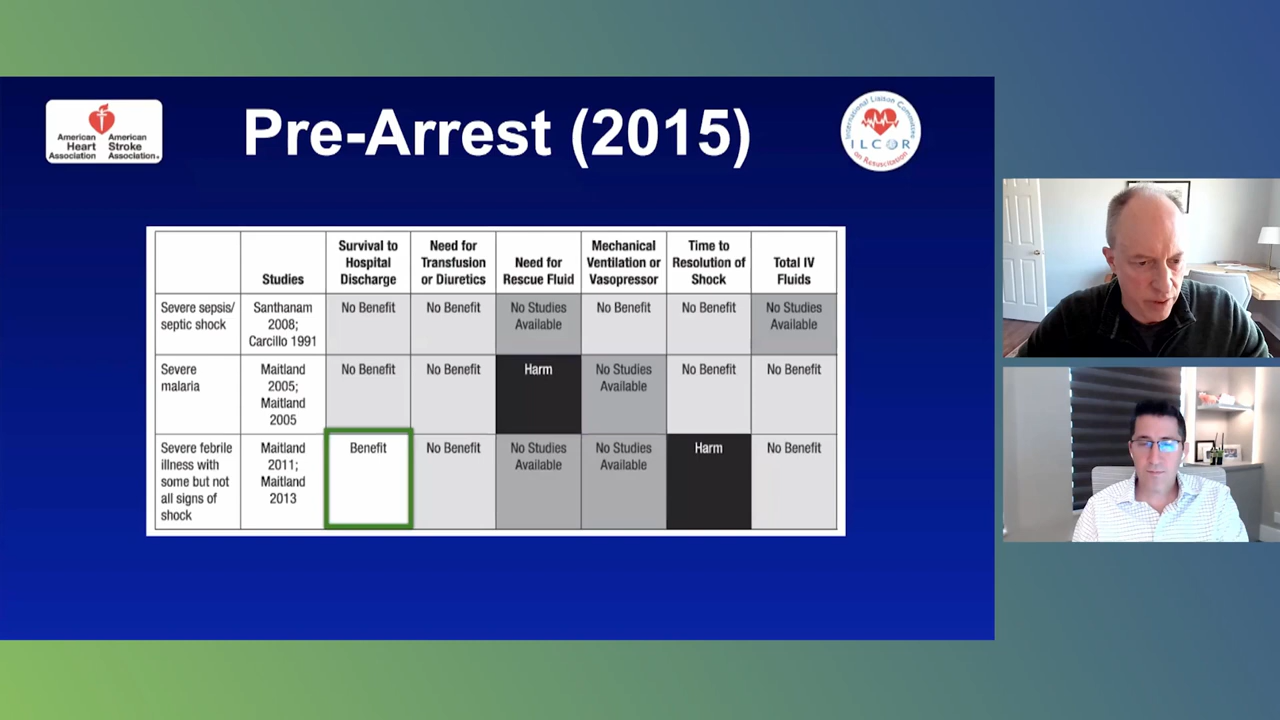 American
Heart
Association
American
Stroke
Association®
Pre-Arrest (2015)
International Liaison Committee
ILCOR
on Resuscitation
Studies
Survival to
Hospital
Discharge
Need for
Transfusion
or Diuretics
Need for
Rescue Fluid
Mechanical
Ventilation or
Vasopressor
Time to
Resolution of
Shock
Total IV
Fluids
Severe sepsis/
septic shock
Santhanam
2008;
Carcillo 1991
No Benefit
No Benefit
No Studies
Available
No Benefit
No Benefit
No Studies
Available
Severe
malaria
Maitland
2005;
Maitland
2005
No Benefit
No Benefit
Harm
No Studies
Available
No Benefit
No Benefit
Severe febrile
illness with
some but not
all signs of
shock
Maitland
2011;
Maitland
2013
Benefit
No Benefit
No Studies
Available
No Studies
Available
Harm
No Benefit